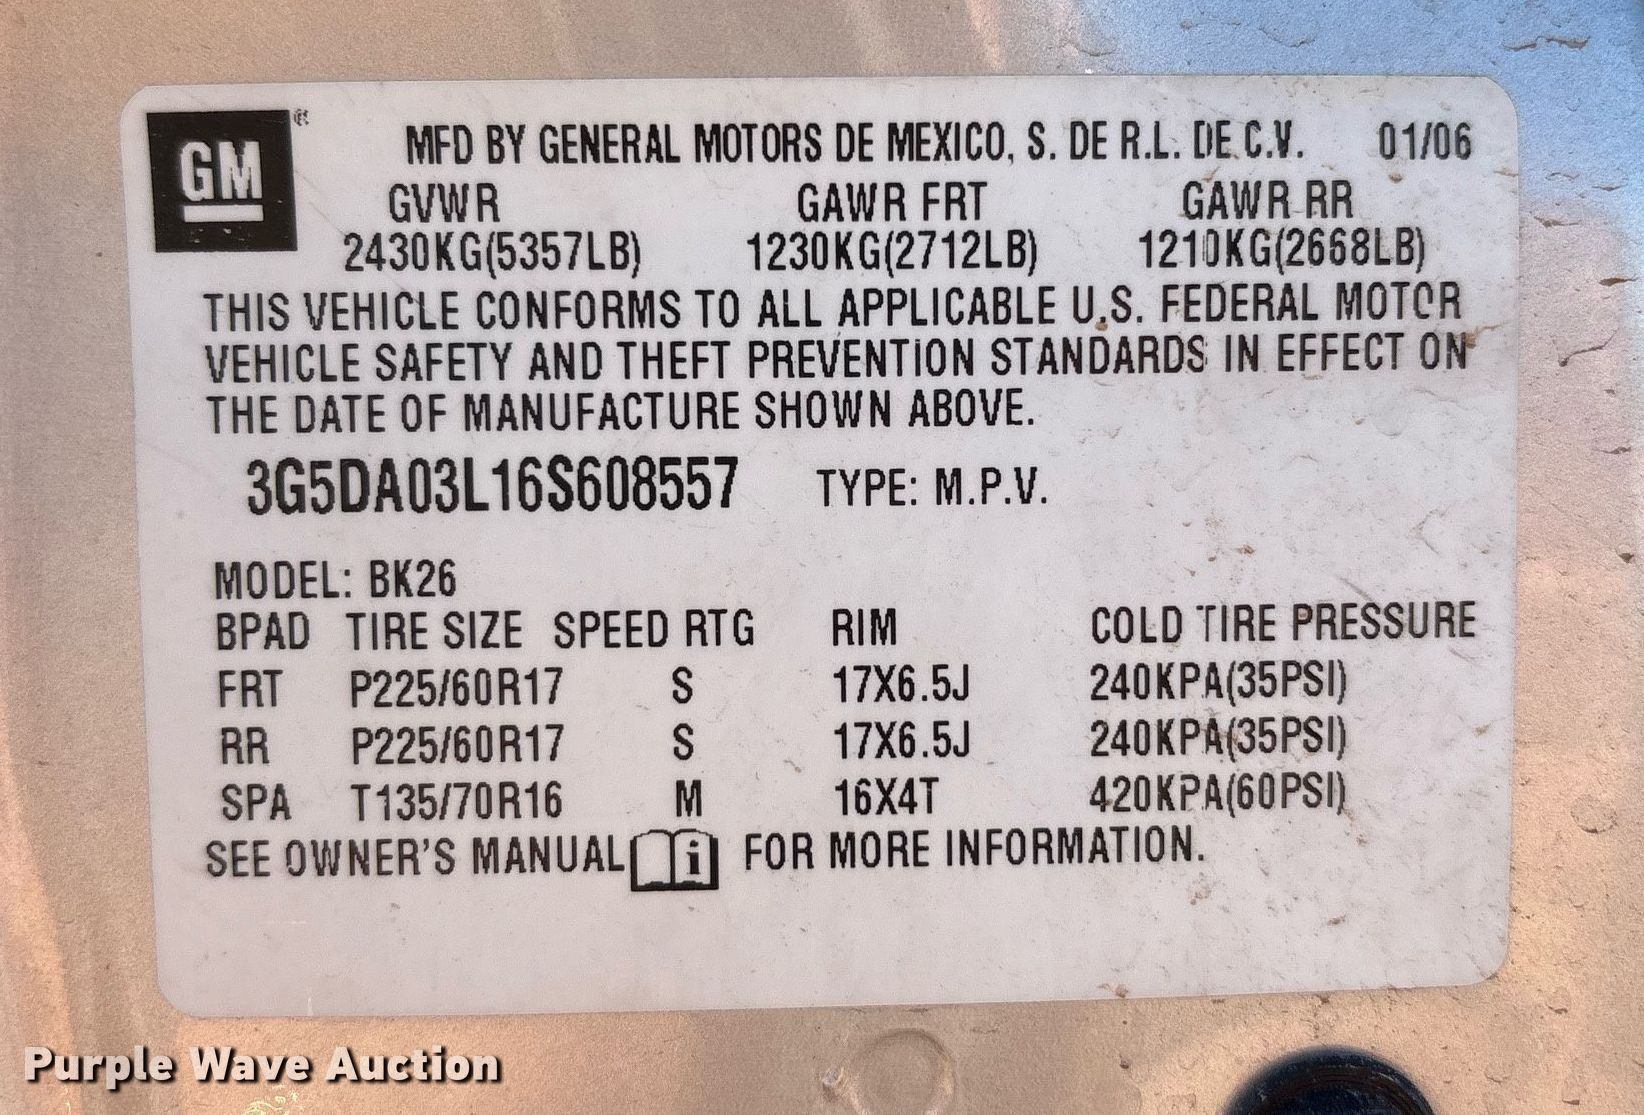 GM
MFD BY GENERAL MOTORS DE MEXICO, S. DE R.L. DE C.V. 01/06
GVWR GAWR FRT GAWR RR
2430KG(5357LB) 1230KG(2712LB) 1210KG(2668LB)
THIS VEHICLE CONFORMS TO ALL APPLICABLE U.S. FEDERAL MOTOR
VEHICLE SAFETY AND THEFT PREVENTION STANDARDS IN EFFECT ON
THE DATE OF MANUFACTURE SHOWN ABOVE.
3G5DA03L16S608557 TYPE: M.P.V.
MODEL: BK26
BPAD TIRE SIZE SPEED RTG RIM COLD TIRE PRESSURE
FRT P225/60R17 S 17X6.5J 240KPA(35PSI)
RR P225/60R17 S 17X6.5J 240KPA(35PSI)
SPA T135/70R16 M 16X4T 420KPA(60PSI)
SEE OWNER'S MANUAL i FOR MORE INFORMATION.
Purple Wave Auction